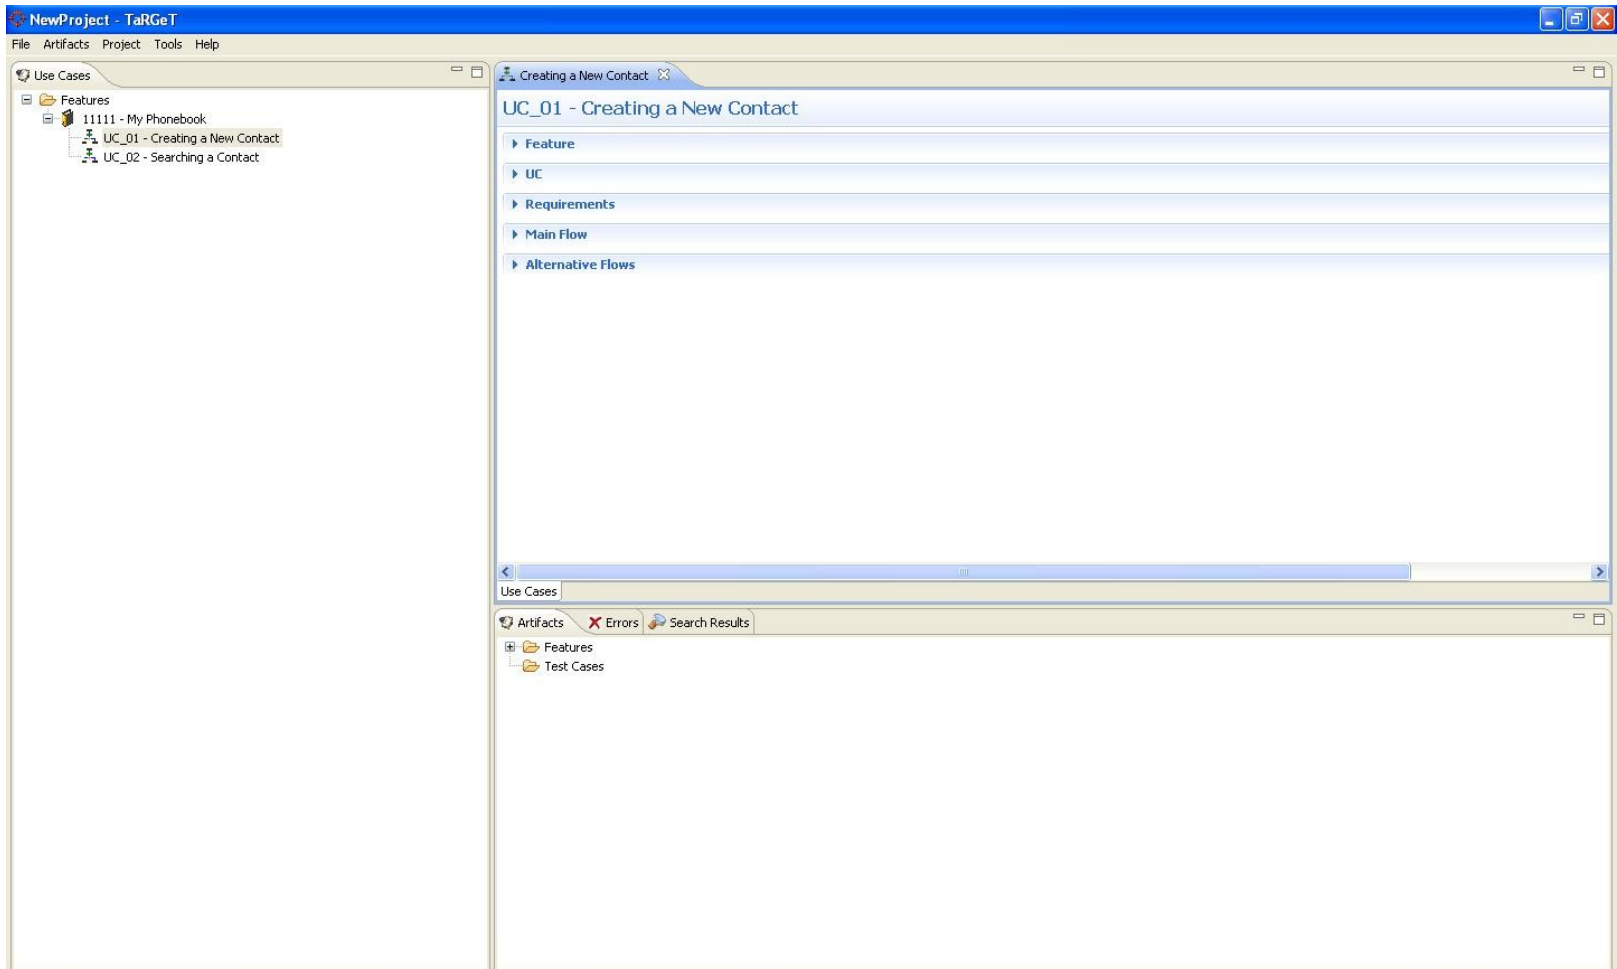 NewProject - TaRGeT
File Artifacts Project Tools Help
Use Cases
Features
11111 - My Phonebook
UC_01 - Creating a New Contact
UC_02 - Searching a Contact
Creating a New Contact
UC_01 - Creating a New Contact
Feature
UC
Requirements
Main Flow
Alternative Flows
Use Cases
Artifacts Errors Search Results
Features
Test Cases